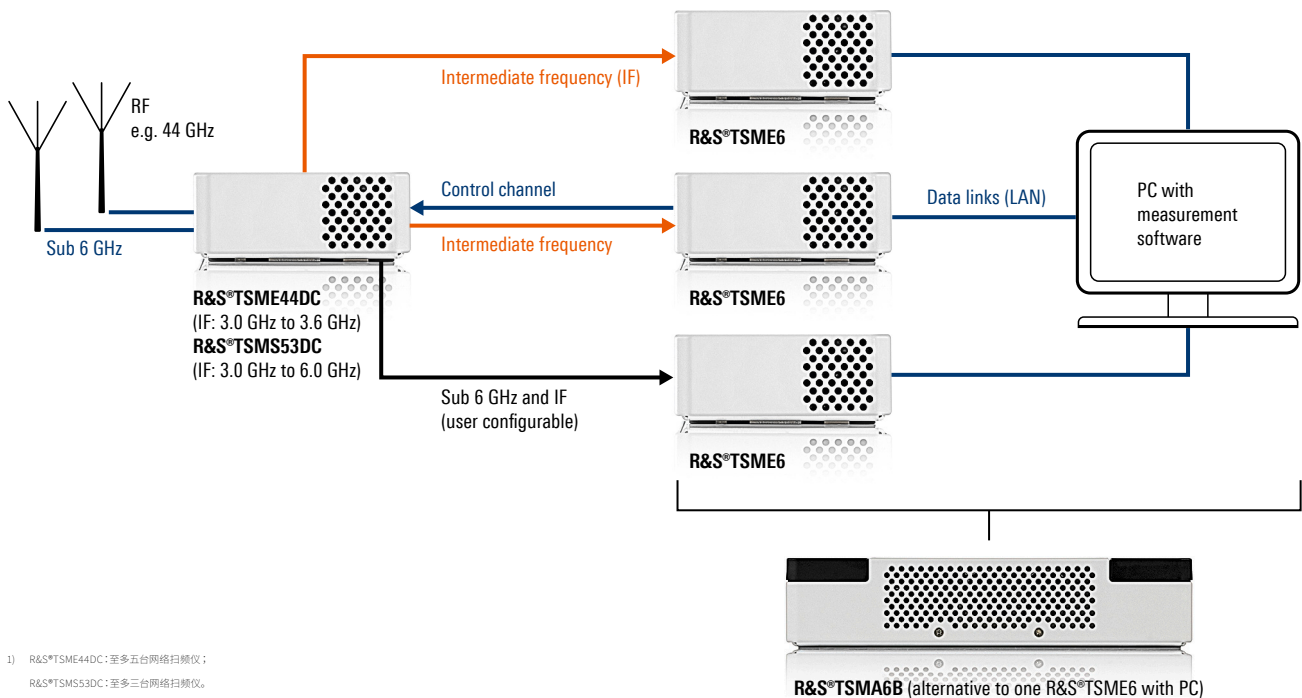 RF
e.g. 44 GHz
Sub 6 GHz
Intermediate frequency (IF)
R&S®TSME6
Control channel
Intermediate frequency
R&S®TSME6
Data links (LAN)
PC with
measurement
software
R&S®TSME44DC
(IF: 3.0 GHz to 3.6 GHz)
R&S®TSMS53DC
(IF: 3.0 GHz to 6.0 GHz)
Sub 6 GHz and IF
(user configurable)
R&S®TSME6
R&S®TSMA6B (alternative to one R&S®TSME6 with PC)
1) R&S®TSME44DC：至多五台网络扫频仪；
R&S®TSMS53DC：至多三台网络扫频仪。